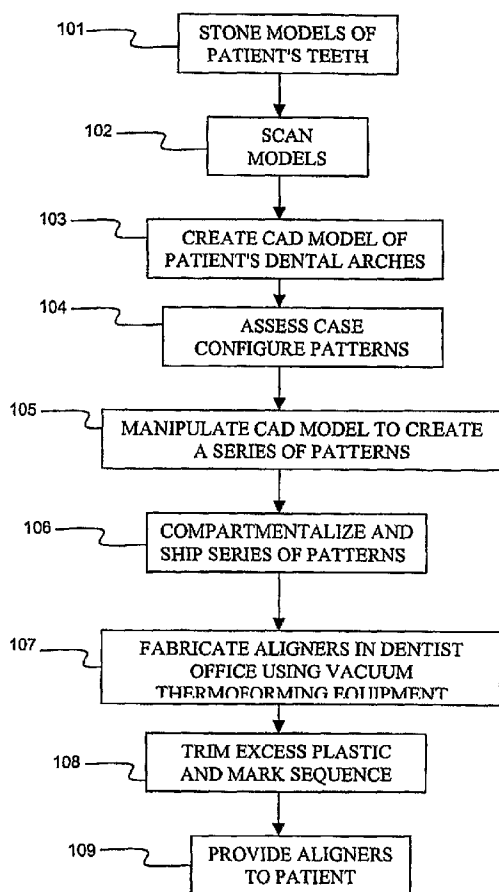 101
STONE MODELS OF
PATIENT'S TEETH
102
SCAN
MODELS
103
CREATE CAD MODEL OF
PATIENT'S DENTAL ARCHES
104
ASSESS CASE
CONFIGURE PATTERNS
105
MANIPULATE CAD MODEL TO CREATE
A SERIES OF PATTERNS
106
COMPARTMENTALIZE AND
SHIP SERIES OF PATTERNS
107
FABRICATE ALIGNERS IN DENTIST
OFFICE USING VACUUM
THERMOFORMING EQUIPMENT
108
TRIM EXCESS PLASTIC
AND MARK SEQUENCE
109
PROVIDE ALIGNERS
TO PATIENT